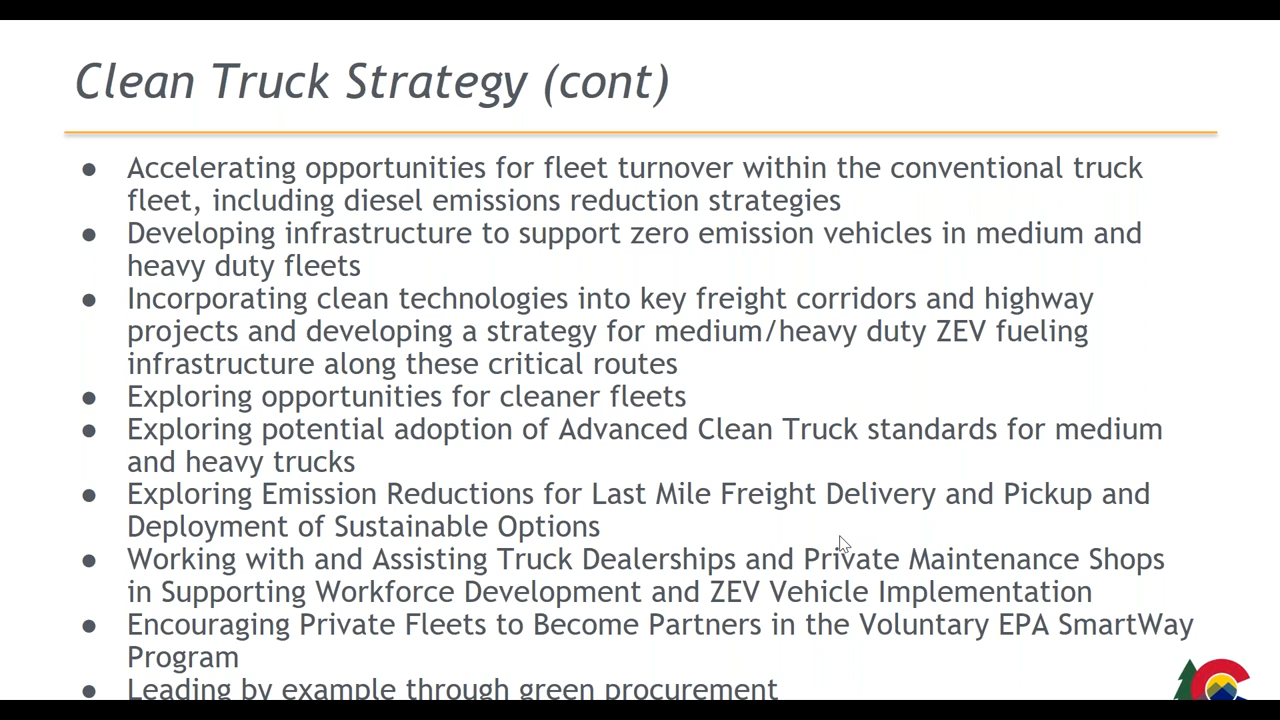 Clean Truck Strategy (cont)
● Accelerating opportunities for fleet turnover within the conventional truck
fleet, including diesel emissions reduction strategies
● Developing infrastructure to support zero emission vehicles in medium and
heavy duty fleets
● Incorporating clean technologies into key freight corridors and highway
projects and developing a strategy for medium/heavy duty ZEV fueling
infrastructure along these critical routes
● Exploring opportunities for cleaner fleets
● Exploring potential adoption of Advanced Clean Truck standards for medium
and heavy trucks
● Exploring Emission Reductions for Last Mile Freight Delivery and Pickup and
Deployment of Sustainable Options
● Working with and Assisting Truck Dealerships and Private Maintenance Shops
in Supporting Workforce Development and ZEV Vehicle Implementation
● Encouraging Private Fleets to Become Partners in the Voluntary EPA SmartWay
Program
● Leading by example through green procurement